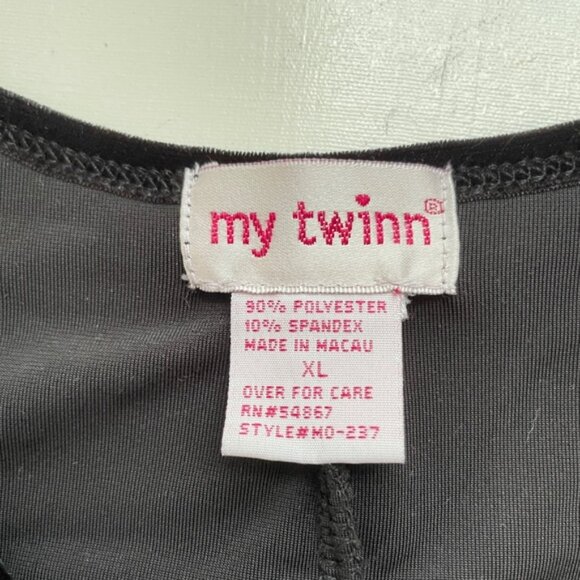 my twinn®
90% POLYESTER
10% SPANDEX
MADE IN MACAU
XL
OVER FOR CARE
RN#54867
STYLE#MO-237